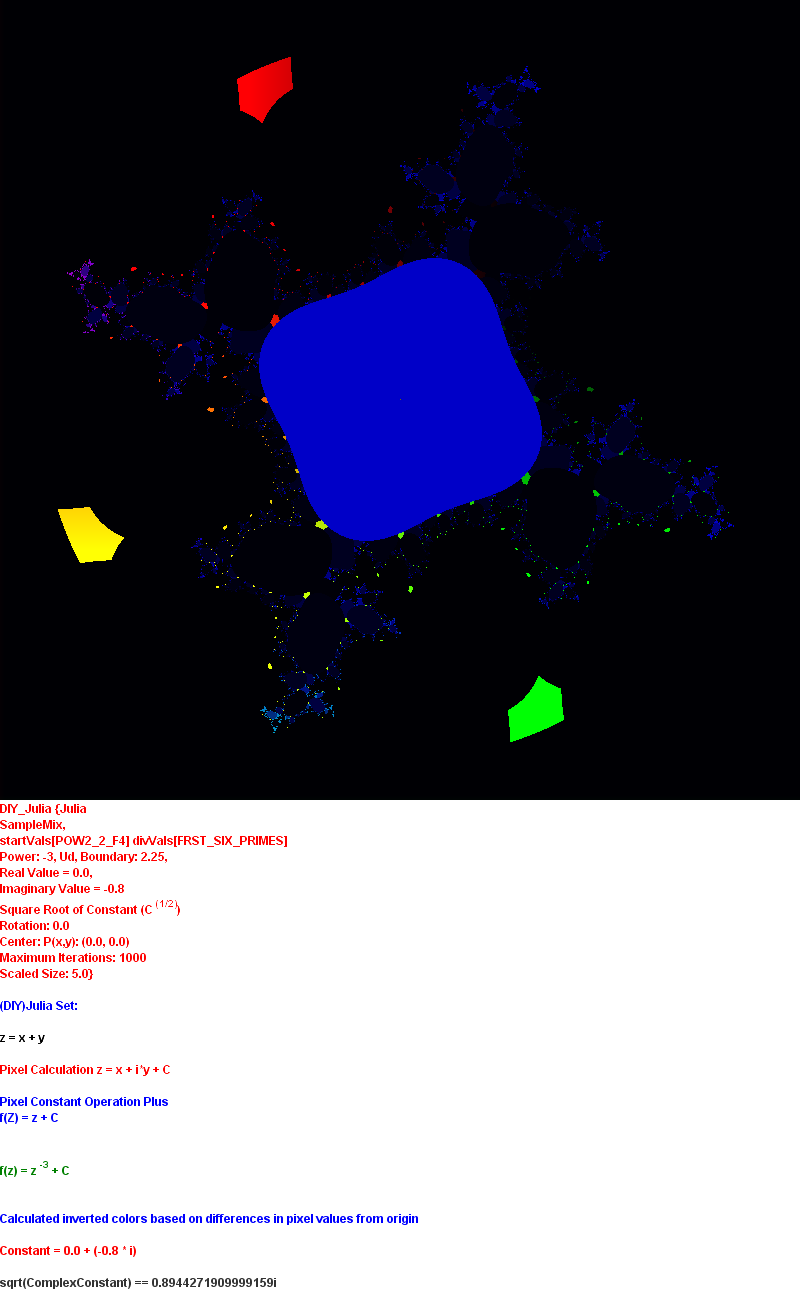 DIY_Julia {Julia
SampleMix,
startVals[POW2_2_F4] divVals[FRST_SIX_PRIMES]
Power: -3, Ud, Boundary: 2.25,
Real Value = 0.0,
Imaginary Value = -0.8
Square Root of Constant (C (1/2))
Rotation: 0.0
Center: P(x,y): (0.0, 0.0)
Maximum Iterations: 1000
Scaled Size: 5.0}
(DIY)Julia Set:
z = x + y
Pixel Calculation z = x + i*y + C
Pixel Constant Operation Plus
f(Z) = z + C
f(z) = z -3 + C
Calculated inverted colors based on differences in pixel values from origin
Constant = 0.0 + (-0.8 * i)
sqrt(ComplexConstant) == 0.8944271909999159i